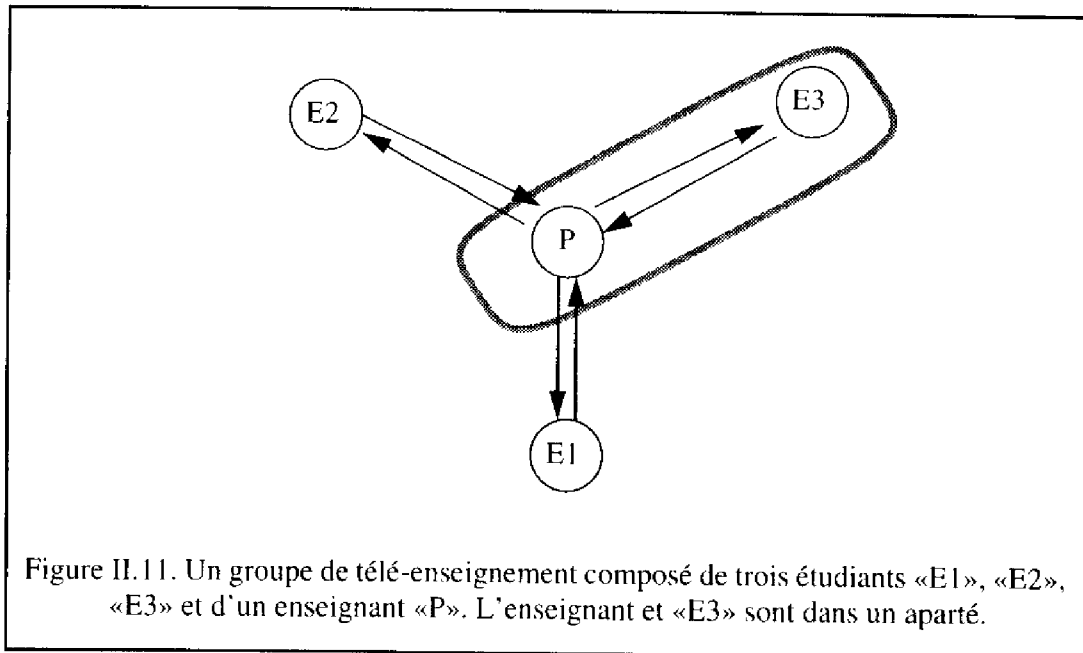 E2
E3
P
E1
Figure II.11. Un groupe de télé-enseignement composé de trois étudiants «E1», «E2»,
«E3» et d'un enseignant «P». L'enseignant et «E3» sont dans un aparté.